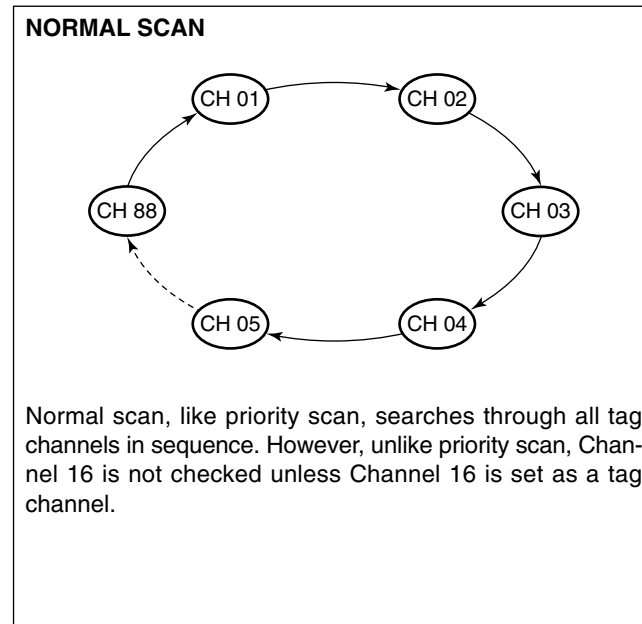 NORMAL SCAN
CH 01
CH 02
CH 88
CH 03
CH 05
CH 04
Normal scan, like priority scan, searches through all tag
channels in sequence. However, unlike priority scan, Chan-
nel 16 is not checked unless Channel 16 is set as a tag
channel.